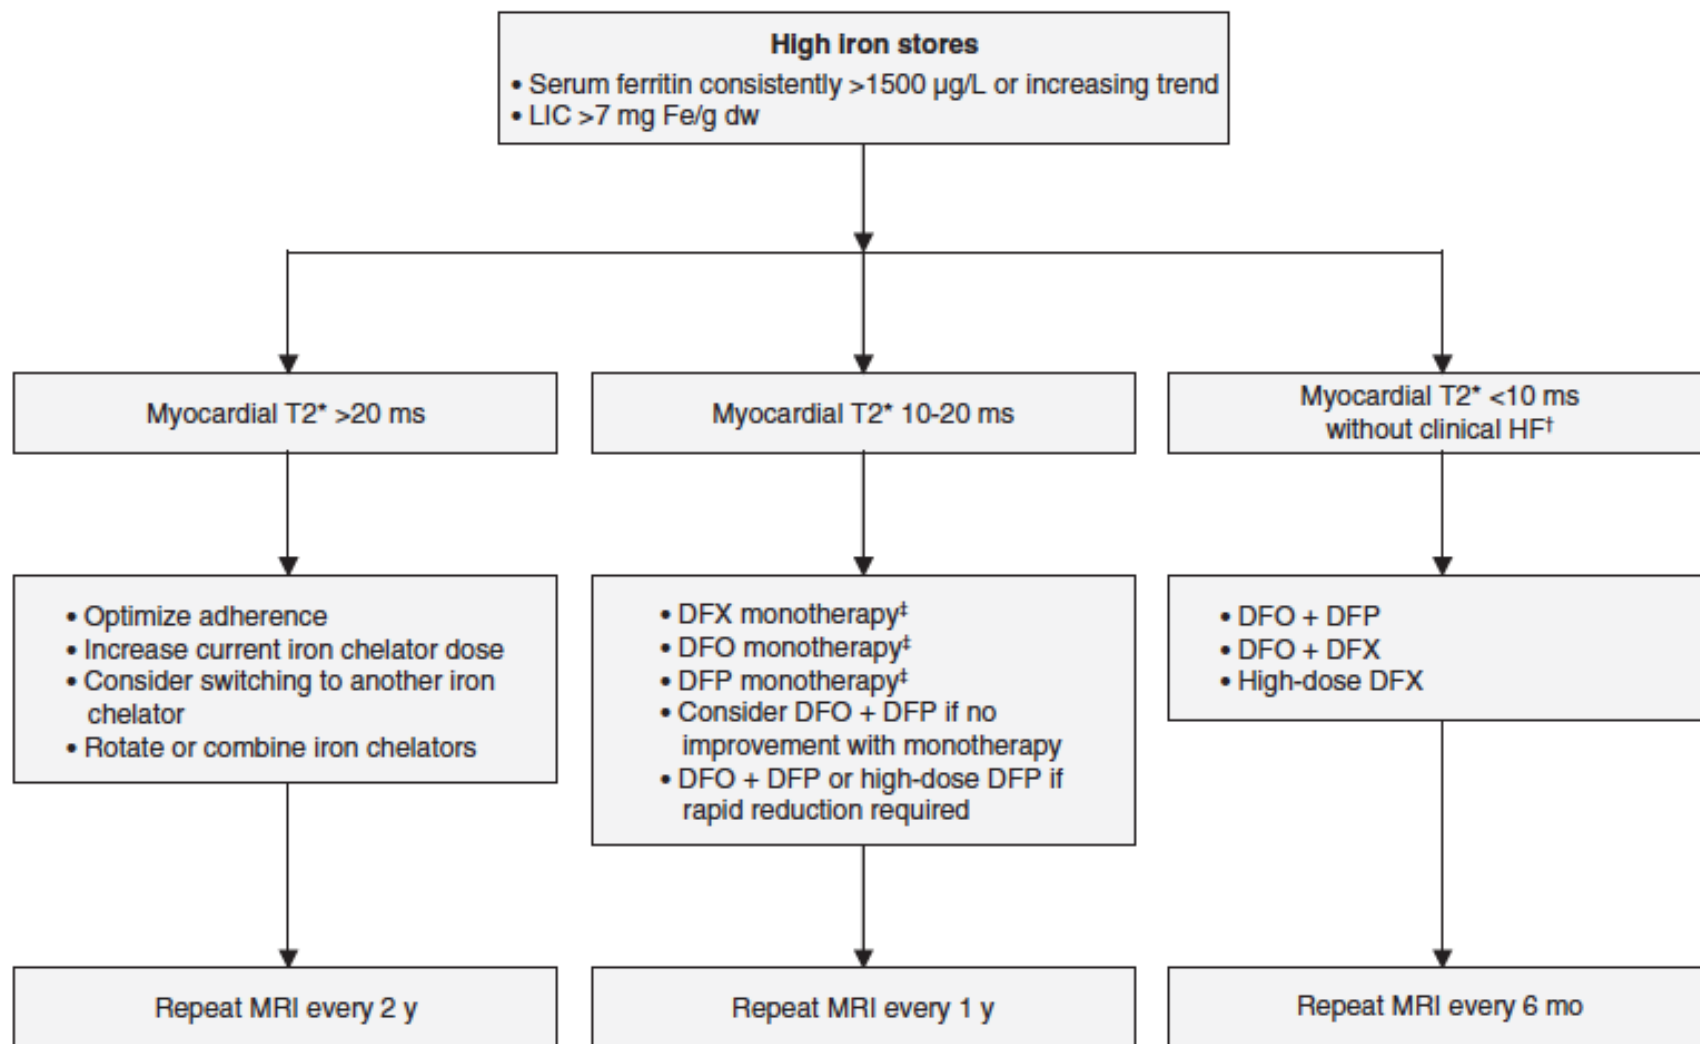 High iron stores
• Serum ferritin consistently >1500 µg/L or increasing trend
• LIC >7 mg Fe/g dw
Myocardial T2* >20 ms
Myocardial T2* 10-20 ms
Myocardial T2* <10 ms
without clinical HF†
• Optimize adherence
• Increase current iron chelator dose
• Consider switching to another iron
chelator
• Rotate or combine iron chelators
• DFX monotherapy‡
• DFO monotherapy‡
• DFP monotherapy‡
• Consider DFO + DFP if no
improvement with monotherapy
• DFO + DFP or high-dose DFP if
rapid reduction required
• DFO + DFP
• DFO + DFX
• High-dose DFX
Repeat MRI every 2 y
Repeat MRI every 1 y
Repeat MRI every 6 mo